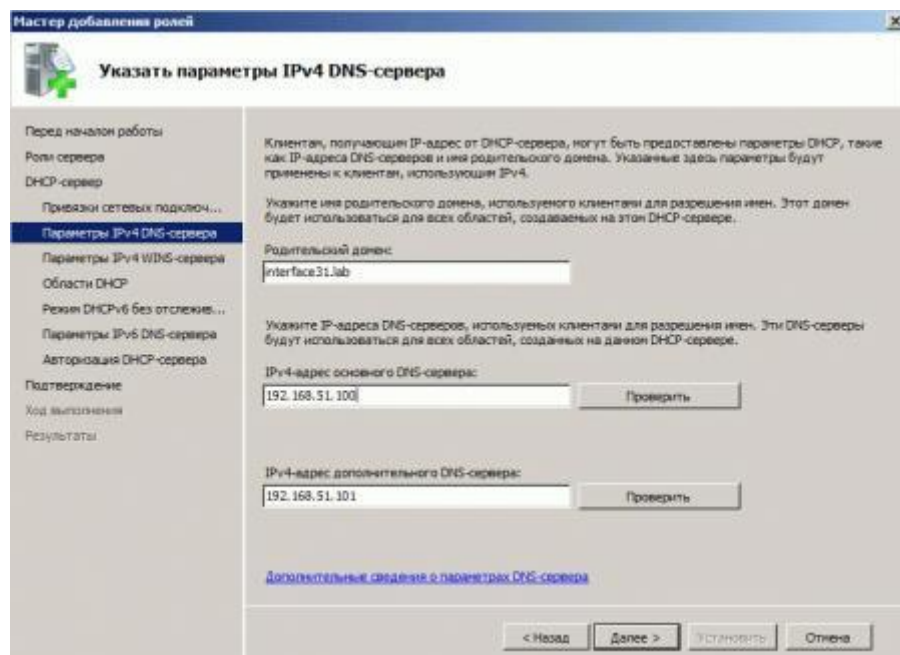 Мастер добавления ролей
Указать параметры IPv4 DNS-сервера
Перед началом работы
Роли сервера
DHCP-сервер
Привязки сетевых подключ...
Параметры IPv4 DNS-сервера
Параметры IPv4 WINS-сервера
Области DHCP
Режим DHCPv6 без отслежив...
Параметры IPv6 DNS-сервера
Авторизация DHCP-сервера
Подтверждение
Ход выполнения
Результаты
Клиентам, получающим IP-адрес от DHCP-сервера, могут быть предоставлены параметры DHCP, такие
как IP-адреса DNS-серверов и имя родительского домена. Указанные здесь параметры будут
применены к клиентам, использующим IPv4.
Укажите имя родительского домена, используемого клиентами для разрешения имен. Этот домен
будет использоваться для всех областей, создаваемых на этом DHCP-сервере.
Родительский домен:
interface31.lab
Укажите IP-адреса DNS-серверов, используемых клиентами для разрешения имен. Эти DNS-серверы
будут использоваться для всех областей, созданных на данном DHCP-сервере.
IPv4-адрес основного DNS-сервера:
192.168.51.100
Проверить
IPv4-адрес дополнительного DNS-сервера:
192.168.51.101
Проверить
Дополнительные сведения о параметрах DNS-сервера
< Назад
Далее >
Установить
Отмена